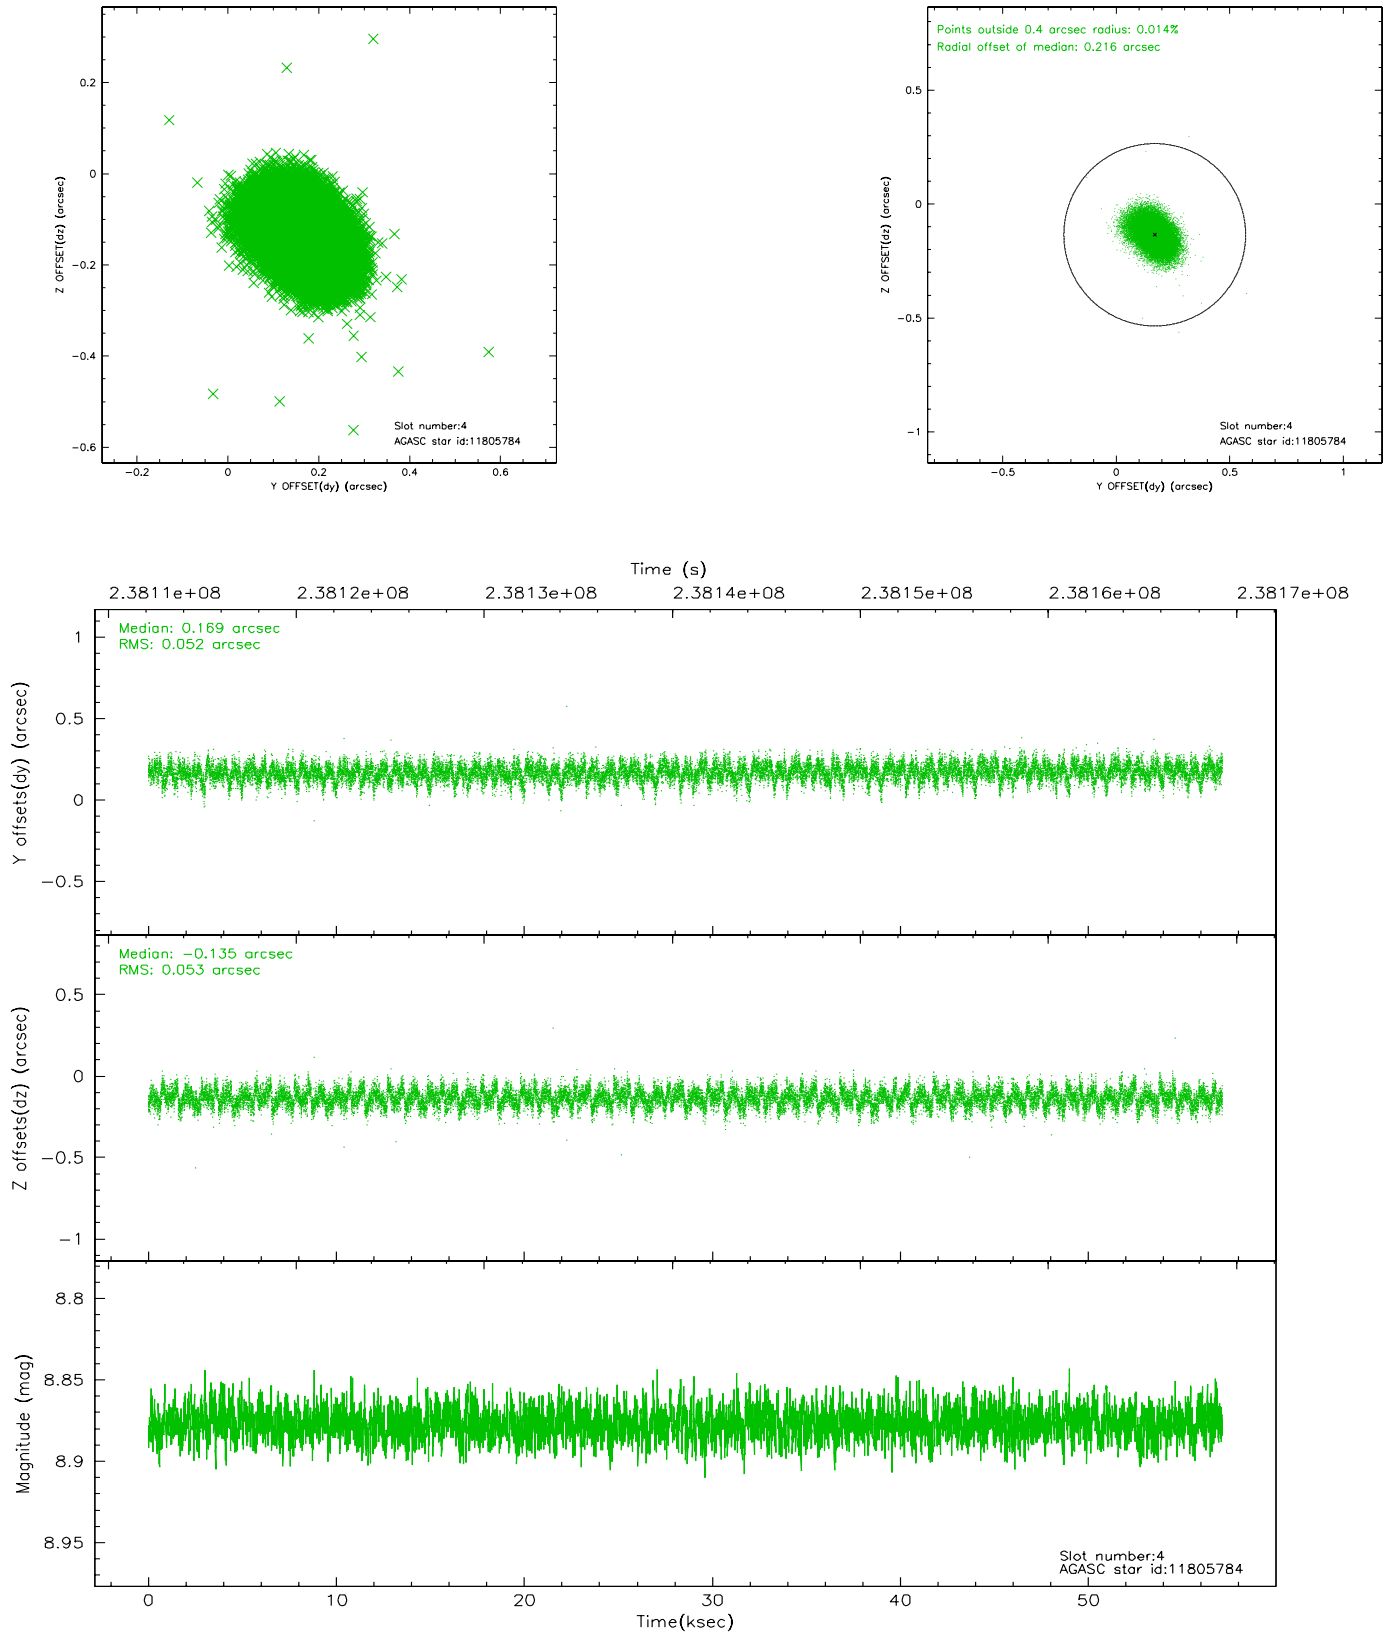 0.2
0
−0.2
−0.4
−0.6
Z OFFSET(dz) (arcsec)
Slot number:4
AGASC star id:11805784
−0.2 0 0.2 0.4 0.6
Y OFFSET(dy) (arcsec)
Points outside 0.4 arcsec radius: 0.014%
Radial offset of median: 0.216 arcsec
0.5
0
−0.5
−1
Z OFFSET(dz) (arcsec)
Slot number:4
AGASC star id:11805784
−0.5 0 0.5 1
Y OFFSET(dy) (arcsec)
Time (s)
2.3811e+08 2.3812e+08 2.3813e+08 2.3814e+08 2.3815e+08 2.3816e+08 2.3817e+08
Median: 0.169 arcsec
RMS: 0.052 arcsec
1
0.5
0
−0.5
Y offsets(dy) (arcsec)
Median: −0.135 arcsec
RMS: 0.053 arcsec
0.5
0
−0.5
−1
Z offsets(dz) (arcsec)
8.8
8.85
8.9
8.95
Magnitude (mag)
Slot number:4
AGASC star id:11805784
0 10 20 30 40 50
Time(ksec)